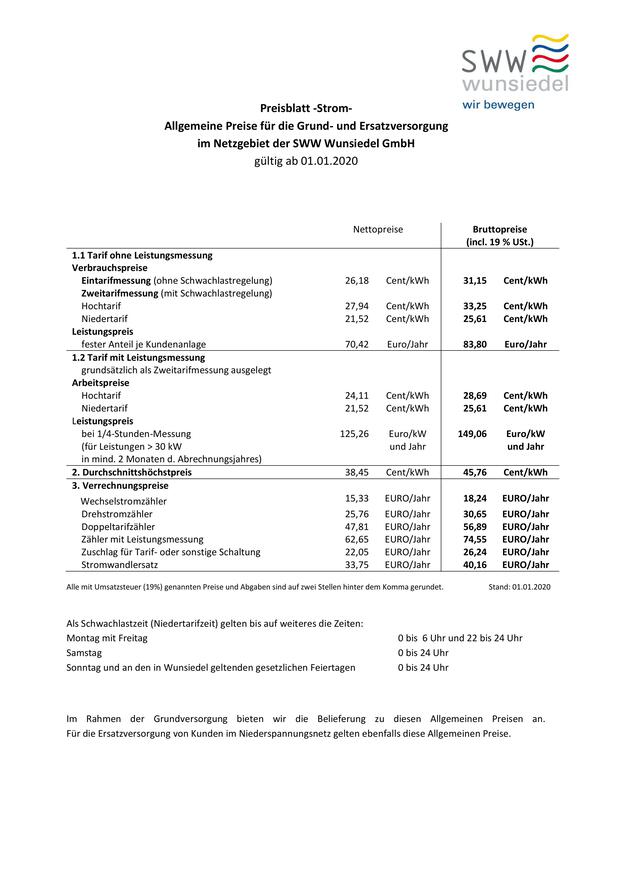 SWW
wunsiedel
wir bewegen
Preisblatt -Strom-
Allgemeine Preise für die Grund- und Ersatzversorgung
im Netzgebiet der SWW Wunsiedel GmbH
gültig ab 01.01.2020
Nettopreise Bruttopreise
(incl. 19 % USt.)
1.1 Tarif ohne Leistungsmessung
Verbrauchspreise
Eintarifmessung (ohne Schwachlastregelung) 26,18 Cent/kWh 31,15 Cent/kWh
Zweitarifmessung (mit Schwachlastregelung)
Hochtarif 27,94 Cent/kWh 33,25 Cent/kWh
Niedertarif 21,52 Cent/kWh 25,61 Cent/kWh
Leistungspreis
fester Anteil je Kundenanlage 70,42 Euro/Jahr 83,80 Euro/Jahr
1.2 Tarif mit Leistungsmessung
grundsätzlich als Zweitarifmessung ausgelegt
Arbeitspreise
Hochtarif 24,11 Cent/kWh 28,69 Cent/kWh
Niedertarif 21,52 Cent/kWh 25,61 Cent/kWh
Leistungspreis
bei 1/4-Stunden-Messung 125,26 Euro/kW 149,06 Euro/kW
(für Leistungen > 30 kW und Jahr und Jahr
in mind. 2 Monaten d. Abrechnungsjahres)
2. Durchschnittshöchstpreis 38,45 Cent/kWh 45,76 Cent/kWh
3. Verrechnungspreise
Wechselstromzähler 15,33 EURO/Jahr 18,24 EURO/Jahr
Drehstromzähler 25,76 EURO/Jahr 30,65 EURO/Jahr
Doppeltarifzähler 47,81 EURO/Jahr 56,89 EURO/Jahr
Zähler mit Leistungsmessung 62,65 EURO/Jahr 74,55 EURO/Jahr
Zuschlag für Tarif- oder sonstige Schaltung 22,05 EURO/Jahr 26,24 EURO/Jahr
Stromwandlersatz 33,75 EURO/Jahr 40,16 EURO/Jahr
Alle mit Umsatzsteuer (19%) genannten Preise und Abgaben sind auf zwei Stellen hinter dem Komma gerundet. Stand: 01.01.2020
Als Schwachlastzeit (Niedertarifzeit) gelten bis auf weiteres die Zeiten:
Montag mit Freitag 0 bis 6 Uhr und 22 bis 24 Uhr
Samstag 0 bis 24 Uhr
Sonntag und an den in Wunsiedel geltenden gesetzlichen Feiertagen 0 bis 24 Uhr
Im Rahmen der Grundversorgung bieten wir die Belieferung zu diesen Allgemeinen Preisen an.
Für die Ersatzversorgung von Kunden im Niederspannungsnetz gelten ebenfalls diese Allgemeinen Preise.